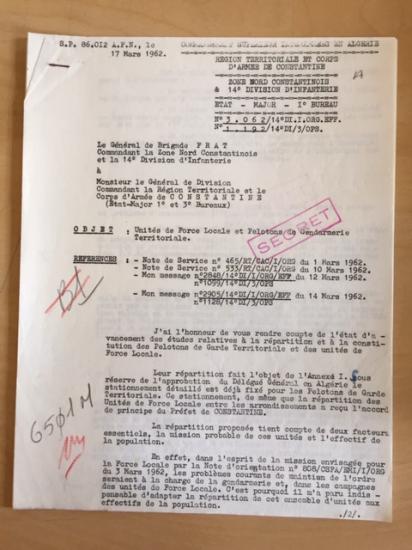 S.P. 86.012 A.F.N., le
17 Mars 1962.
COMMANDEMENT SUPERIEUR INTERARMEES EN ALGERIE
REGION TERRITORIALE ET CORPS
D'ARMEE DE CONSTANTINE
ZONE NORD CONSTANTINOIS
& 14° DIVISION D'INFANTERIE
ETAT - MAJOR - I° BUREAU
N° 3.062/14°DI.I.ORG.EFF.
N° 1.192/14°DI/3/OPS.
Le Général de Brigade F R A T
Commandant la Zone Nord Constantinois
et la 14° Division d'Infanterie
à
Monsieur le Général de Division
Commandant la Région Territoriale et le
Corps d'Armée de C O N S T A N T I N E
(Etat-Major 1° et 3° Bureaux)
SECRET
O B J E T : Unités de Force Locale et Pelotons de Gendarmerie
Territoriale.
REFERENCES : - Note de Service n° 465/RT/CAC/I/ORG du 1 Mars 1962.
- Note de Service n° 533/RT/CAC/I/ORG du 10 Mars 1962.
- Mon message n°2848/14°DI/I/ORG/EFF du 12 Mars 1962.
n°1099/14°DI/3/OPS
- Mon message n°2905/14°DI/I/ORG/EFF du 14 Mars 1962.
n°1128/14°DI/3/OPS
B1
J'ai l'honneur de vous rendre compte de l'état d'a -
vancement des études relatives à la répartition et à la consti-
tution des Pelotons de Garde Territoriale et des unités de
Force Locale.
Leur répartition fait l'objet de l'Annexe I. Sous
réserve de l'approbation du Délégué Général en Algérie le
stationnement détaillé est déjà fixé pour les Pelotons de Garde
Territoriale. Ce stationnement, de même que la répartition des
Unités de Force Locale entre les arrondissements a reçu l'accord
de principe du Préfet de CONSTANTINE.
La répartition proposée tient compte de deux facteurs
essentiels, la mission probable de ces unités et l'effectif de
la population.
En effet, dans l'esprit de la mission envisagée pour
la Force Locale par la Note d'orientation n° 808/CSFA/EMI/I/ORG
du 3 Mars 1962, les problèmes courants de maintien de l'ordre
seraient à la charge de la gendarmerie et, dans les campagnes
des unités de Force Locale. C'est pourquoi il m'a paru indis -
pensable d'adapter la répartition de cet ensemble d'unités aux
effectifs de la population.
./2/.